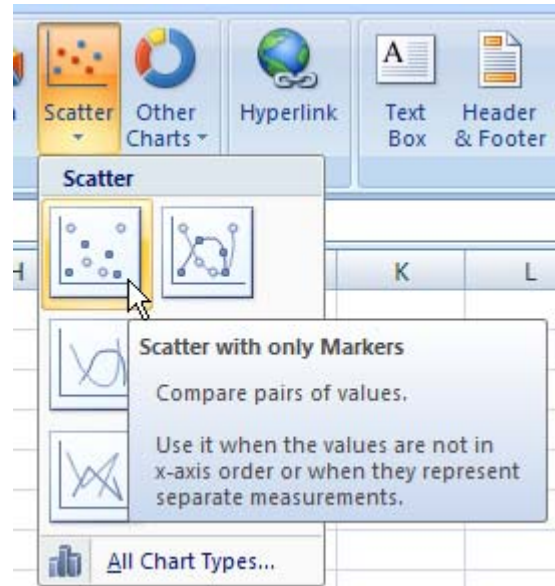 Scatter
Other
Charts
Hyperlink
Text
Box
Header
& Footer
A
Scatter
H
K
L
Scatter with only Markers
Compare pairs of values.
Use it when the values are not in
x-axis order or when they represent
separate measurements.
All Chart Types...